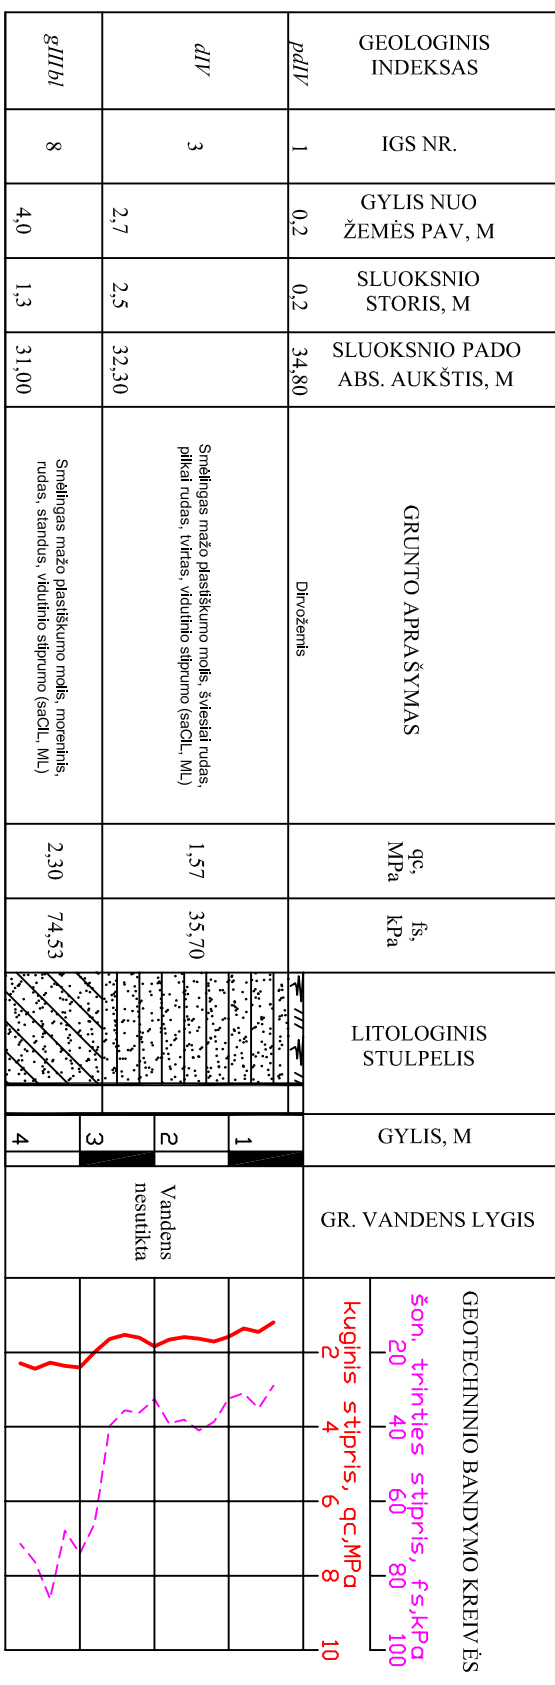 GEOLOGINIS
INDEKSAS
IGS NR.
GYLIS NUO
ŽEMĖS PAV, M
SLUOKSNIO
STORIS, M
SLUOKSNIO PADO
ABS. AUKŠTIS, M
GRUNTO APRAŠYMAS
qc,
MPa
fs,
kPa
LITOLOGINIS
STULPELIS
GYLIS, M
GR. VANDENS LYGIS
GEOTECHNINIO BANDYMO KREIVĖS
šon, trinties stipris, fs,kPa
20 40 60 80 100
kuginis stipris, qc,MPa
2 4 6 8 10
pdIV
1
0,2
0,2
34,80
Dirvožemis
dIV
3
2,7
2,5
32,30
Smėlingas mažo plastiškumo molis, šviesiai rudas,
pilkai rudas, tvirtas, vidutinio stiprumo (saClL, ML)
1,57
35,70
gIIIbl
8
4,0
1,3
31,00
Smėlingas mažo plastiškumo molis, moreninis,
rudas, standus, vidutinio stiprumo (saClL, ML)
2,30
74,53
1
2
3
4
Vandens
nesutikta